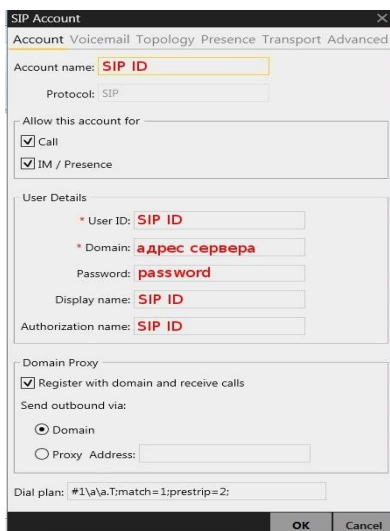 SIP Account
Account Voicemail Topology Presence Transport Advanced
Account name: SIP ID
Protocol: SIP
Allow this account for
Call
IM / Presence
User Details
* User ID: SIP ID
* Domain: адрес сервера
Password: password
Display name: SIP ID
Authorization name: SIP ID
Domain Proxy
Register with domain and receive calls
Send outbound via:
Domain
Proxy Address:
Dial plan: #1\a\a.T;match=1;prestrip=2;
OK Cancel